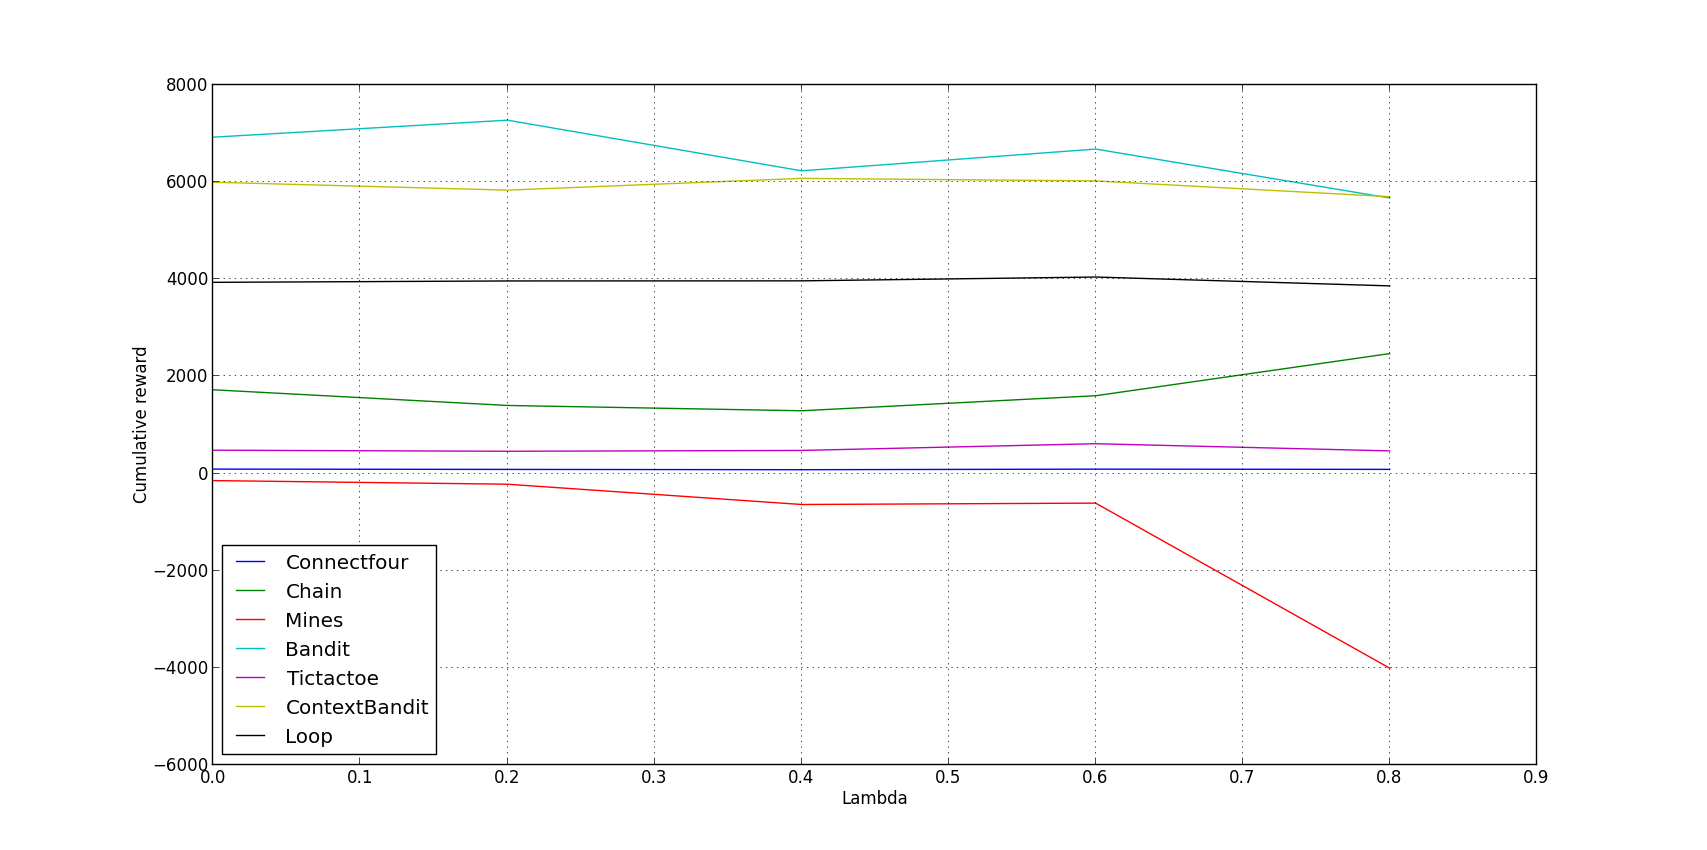 8000
6000
4000
2000
0
−2000
−4000
−6000
Cumulative reward
Connectfour
Chain
Mines
Bandit
Tictactoe
ContextBandit
Loop
0.0 0.1 0.2 0.3 0.4 0.5 0.6 0.7 0.8 0.9
Lambda